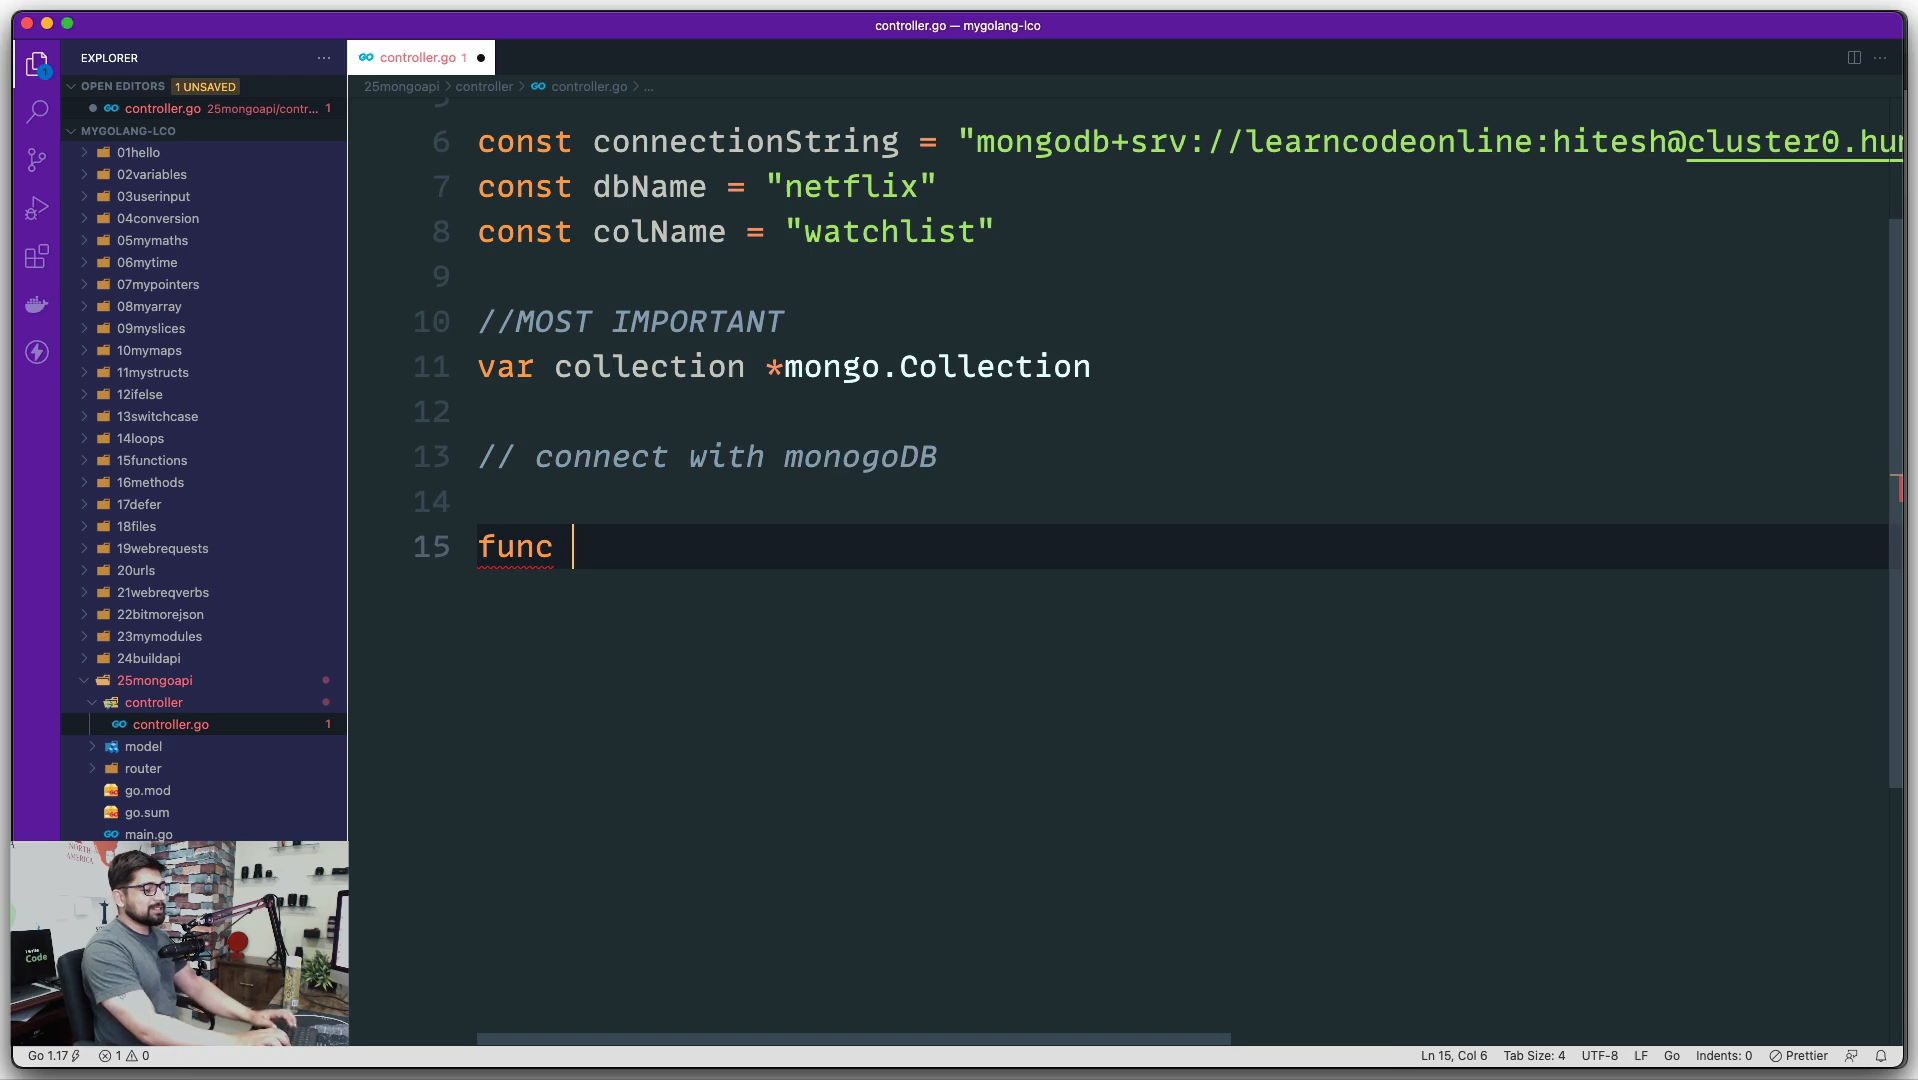 controller.go — mygolang-lco
EXPLORER
controller.go 1
OPEN EDITORS 1 UNSAVED
25mongoapi controller controller.go ...
controller.go 25mongoapi/contr... 1
MYGOLANG-LCO
01hello
02variables
03userinput
04conversion
05mymaths
06mytime
07mypointers
08myarray
09myslices
10mymaps
11mystructs
12ifelse
13switchcase
14loops
15functions
16methods
17defer
18files
19webrequests
20urls
21webreqverbs
22bitmorejson
23mymodules
24buildapi
25mongoapi
controller
controller.go 1
model
router
go.mod
go.sum
main.go
6 const connectionString = "mongodb+srv://learncodeonline:hitesh@cluster0.hu
7 const dbName = "netflix"
8 const colName = "watchlist"
9
10 //MOST IMPORTANT
11 var collection *mongo.Collection
12
13 // connect with monogoDB
14
15 func
NORTH
AMERICA
Code
Go 1.17 1 0
Ln 15, Col 6 Tab Size: 4 UTF-8 LF Go Indents: 0 Prettier